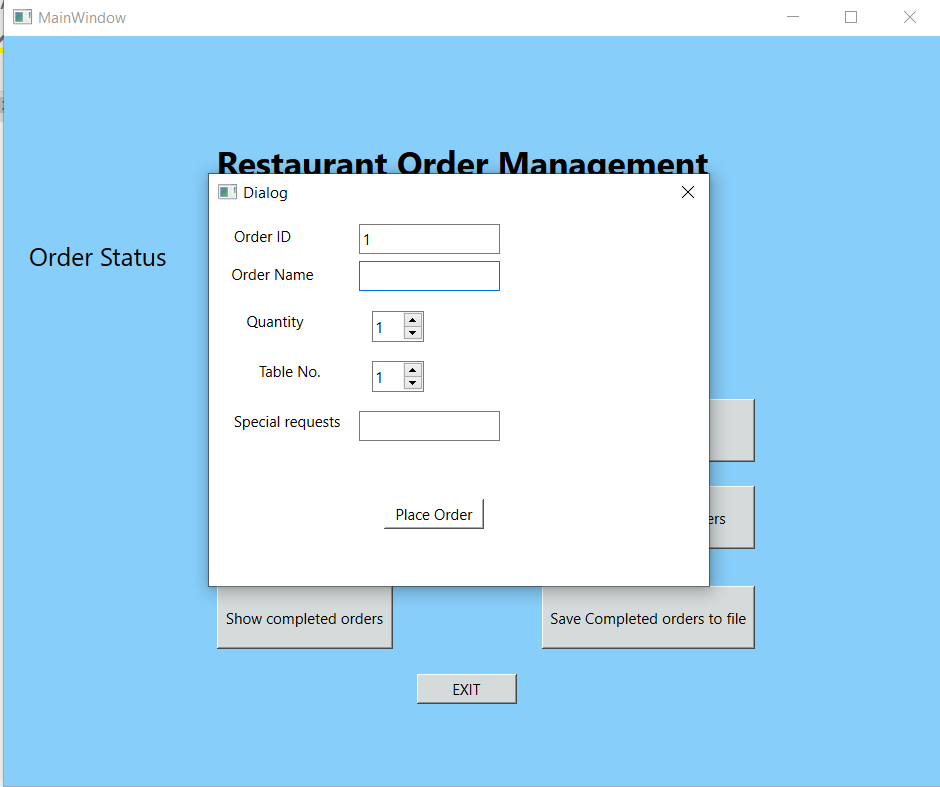 MainWindow
Restaurant Order Management
Dialog
Order ID 1
Order Status
Order Name
Quantity 1
Table No. 1
Special requests
Place Order
Show completed orders
Save Completed orders to file
EXIT